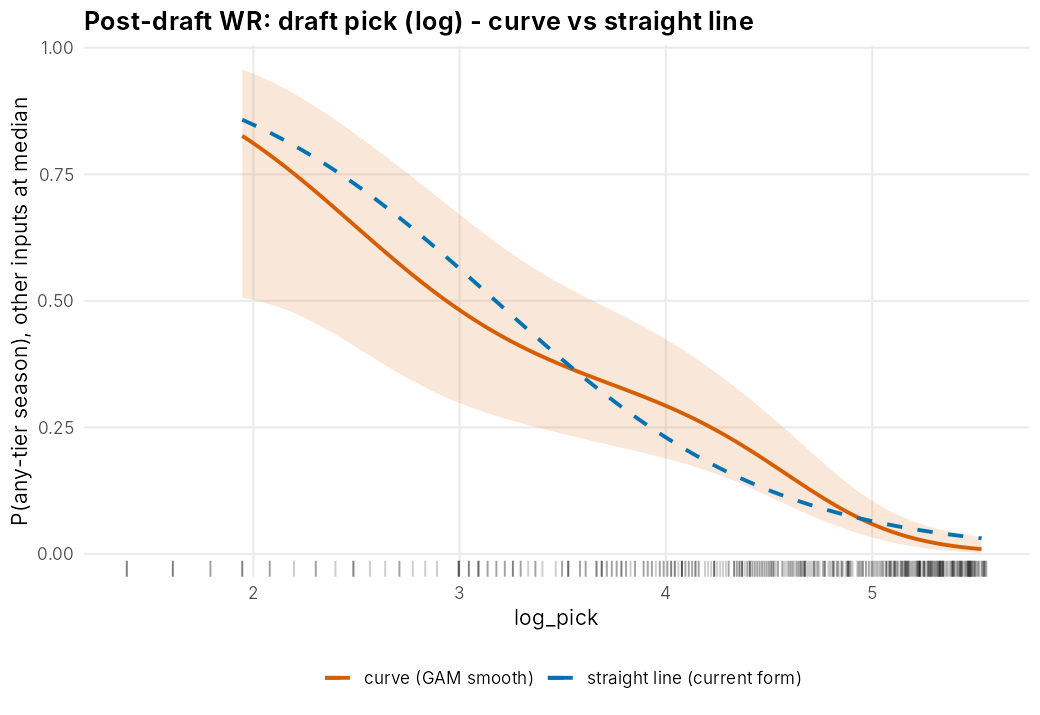 Post-draft WR: draft pick (log) - curve vs straight line
P(any-tier season), other inputs at median
1.00
0.75
0.50
0.25
0.00
2 3 4 5
log_pick
curve (GAM smooth) straight line (current form)